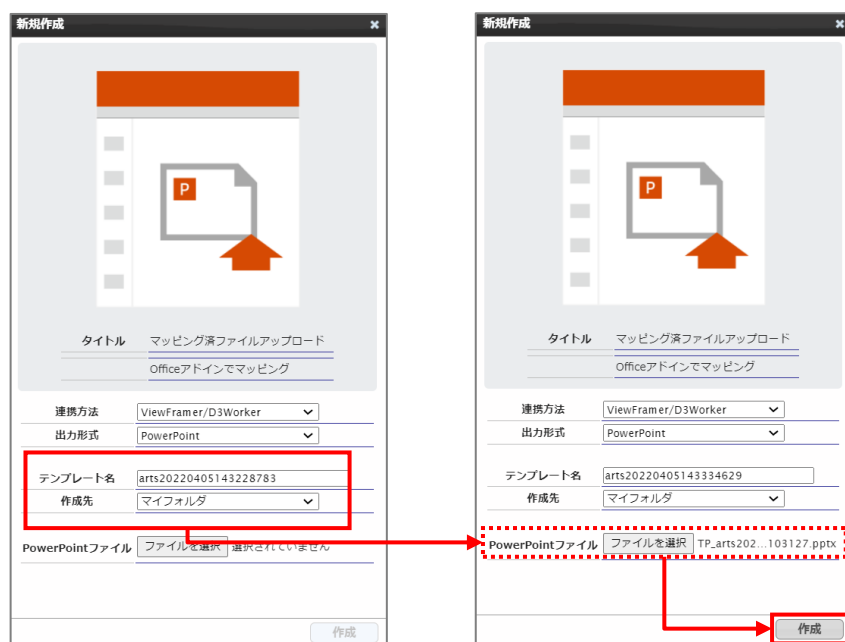 新規作成
P
タイトル マッピング済ファイルアップロード
Officeアドインでマッピング
連携方法 ViewFramer/D3Worker
出力形式 PowerPoint
テンプレート名 arts20220405143228783
作成先 マイフォルダ
PowerPointファイル ファイルを選択 選択されていません
作成
新規作成
P
タイトル マッピング済ファイルアップロード
Officeアドインでマッピング
連携方法 ViewFramer/D3Worker
出力形式 PowerPoint
テンプレート名 arts20220405143334629
作成先 マイフォルダ
PowerPointファイル ファイルを選択 TP_arts202...103127.pptx
作成